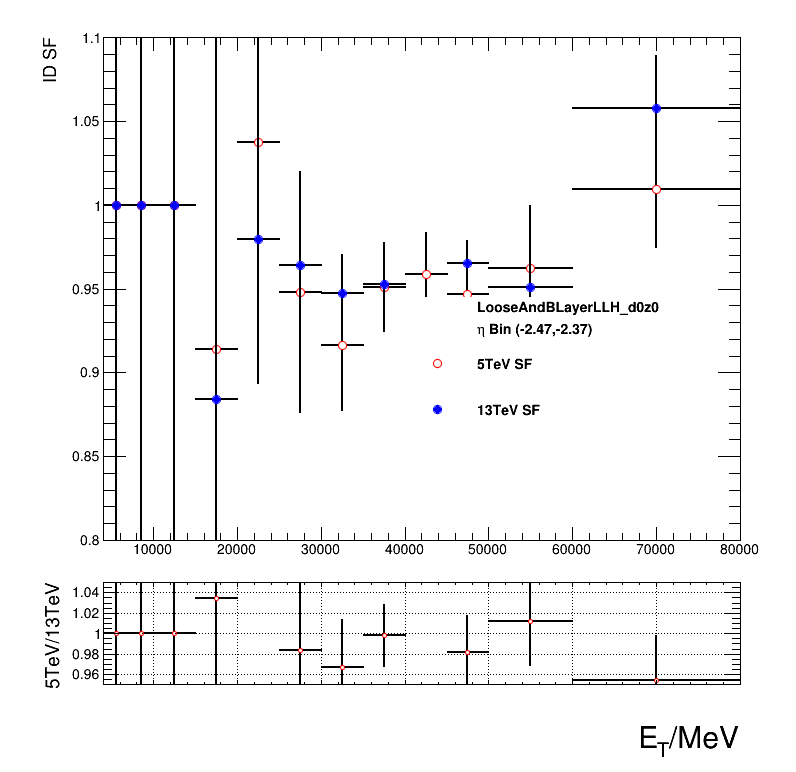 ID SF
1.1
1.05
1
0.95
0.9
0.85
0.8
LooseAndBLayerLLH_d0z0
η Bin (-2.47,-2.37)
5TeV SF
13TeV SF
10000 20000 30000 40000 50000 60000 70000 80000
5TeV/13TeV
1.04
1.02
1
0.98
0.96
E_T/MeV